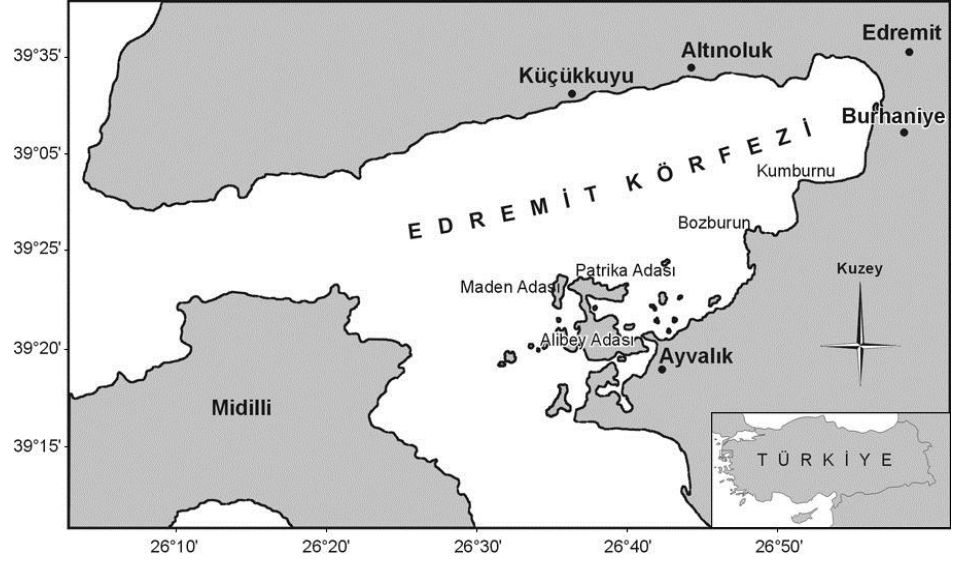 Edremit
39°35'
Altınoluk
Küçükkuyu
Burhaniye
39°05'
EDREMİT KÖRFEZİ
Kumburnu
Bozburun
39°25'
Kuzey
Patrika Adası
Maden Adası
Alibey Adası
39°20'
Ayvalık
Midilli
39°15'
TÜRKİYE
26°10'
26°20'
26°30'
26°40'
26°50'